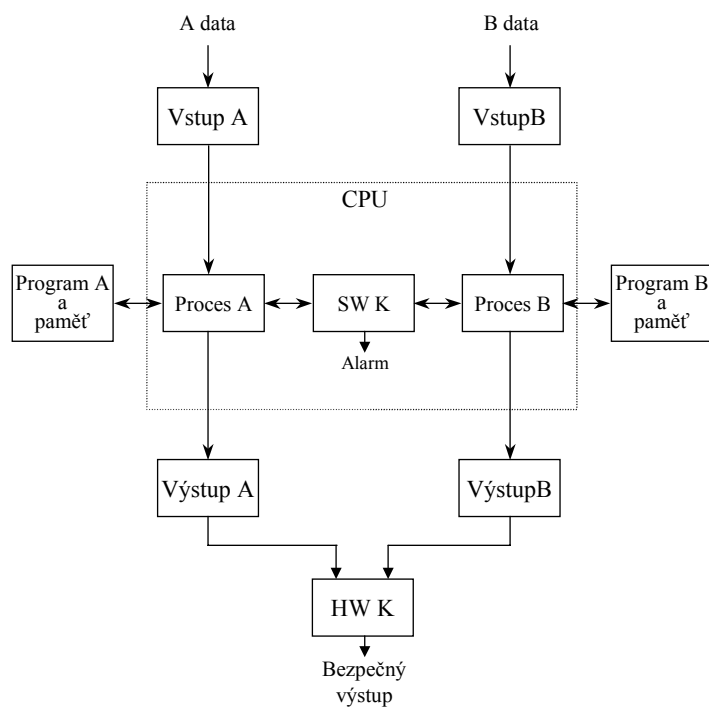 A data
B data
Vstup A
VstupB
CPU
Program A
a
paměť
Proces A
SW K
Proces B
Program B
a
paměť
Alarm
Výstup A
VýstupB
HW K
Bezpečný
výstup